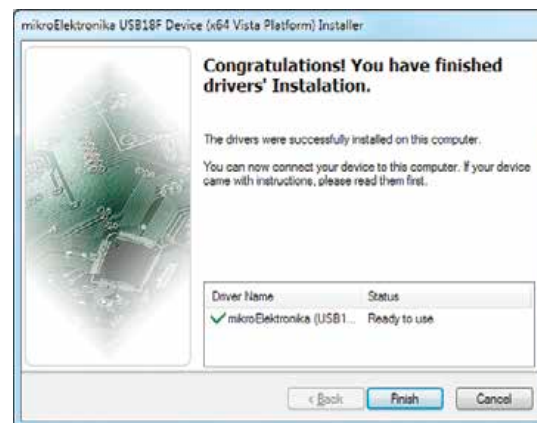 mikroElektronika USB18F Device (x64 Vista Platform) Installer
Congratulations! You have finished
drivers' Instalation.
The drivers were successfully installed on this computer.
You can now connect your device to this computer. If your device
came with instructions, please read them first.
Driver Name Status
mikroElektronika (USB1... Ready to use
< Back Finish Cancel